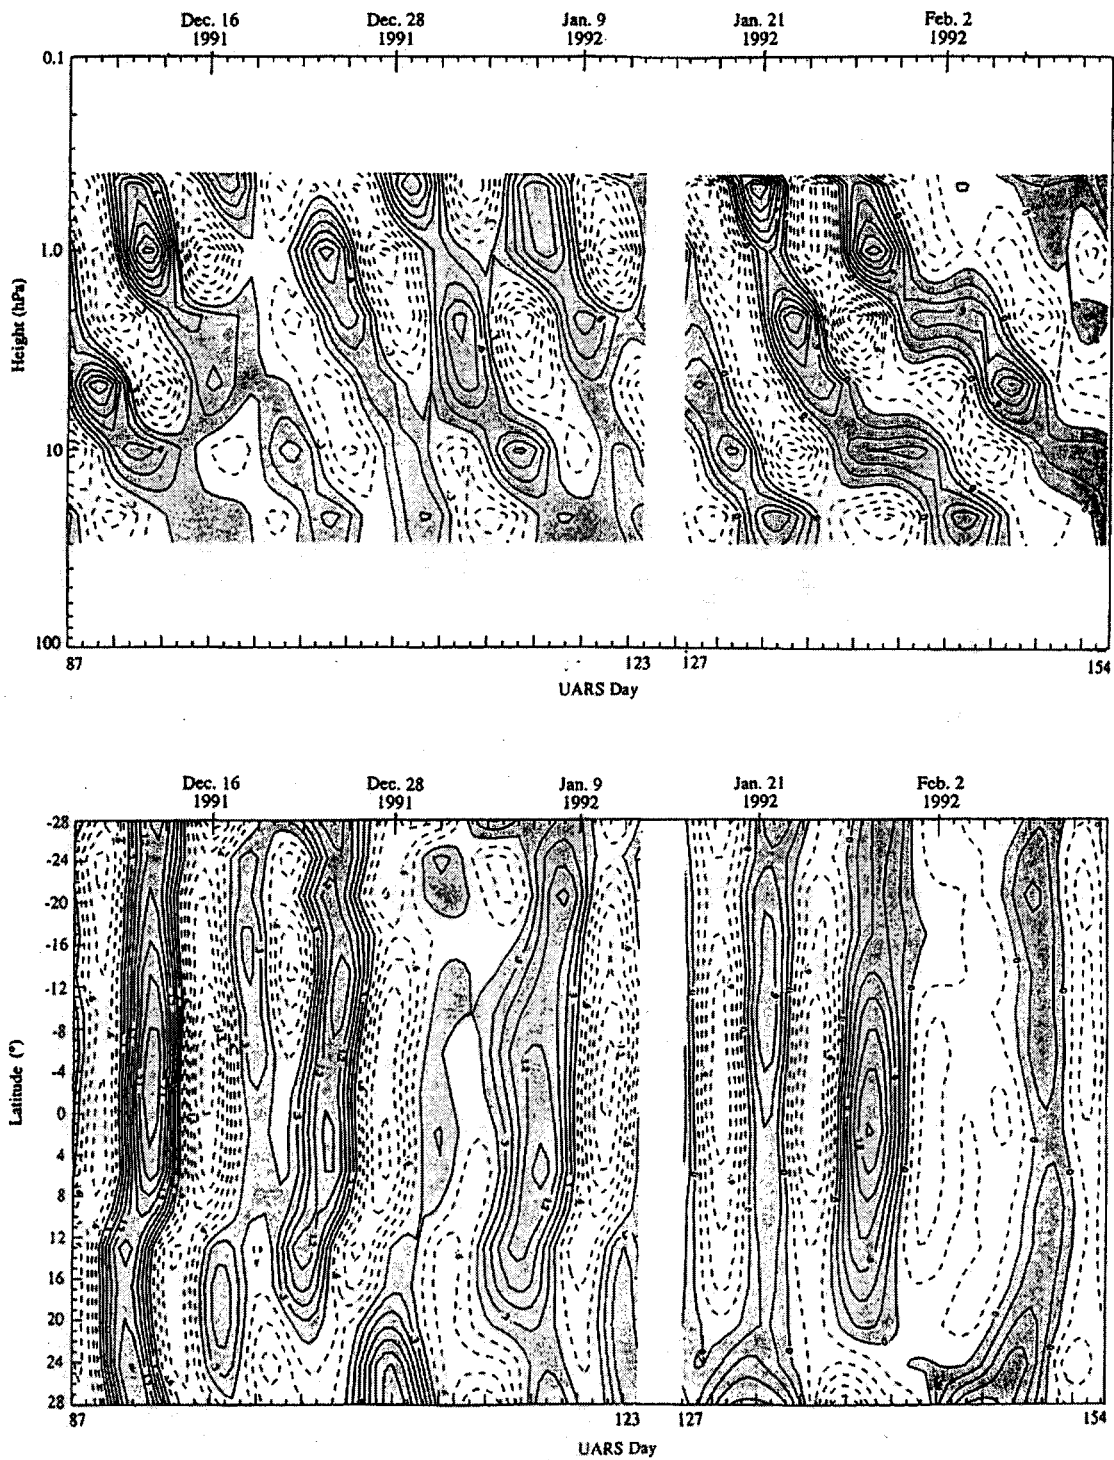 Dec. 16 Dec. 28 Jan. 9 Jan. 21 Feb. 2
1991 1991 1992 1992 1992
0.1
1.0
10
100
Height (hPa)
87 123 127 154
UARS Day
Dec. 16 Dec. 28 Jan. 9 Jan. 21 Feb. 2
1991 1991 1992 1992 1992
-28
-24
-20
-16
-12
-8
-4
0
4
8
12
16
20
24
28
Latitude (°)
87 123 127 154
UARS Day